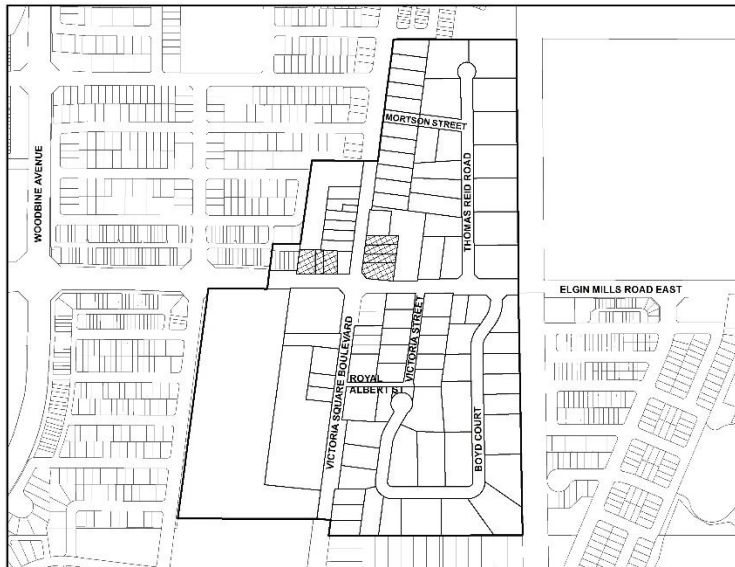 MORTSON STREET
WOODBINE AVENUE
THOMAS REID ROAD
ELGIN MILLS ROAD EAST
VICTORIA SQUARE BOULEVARD
VICTORIA STREET
ROYAL
ALBERT ST
BOYD COURT